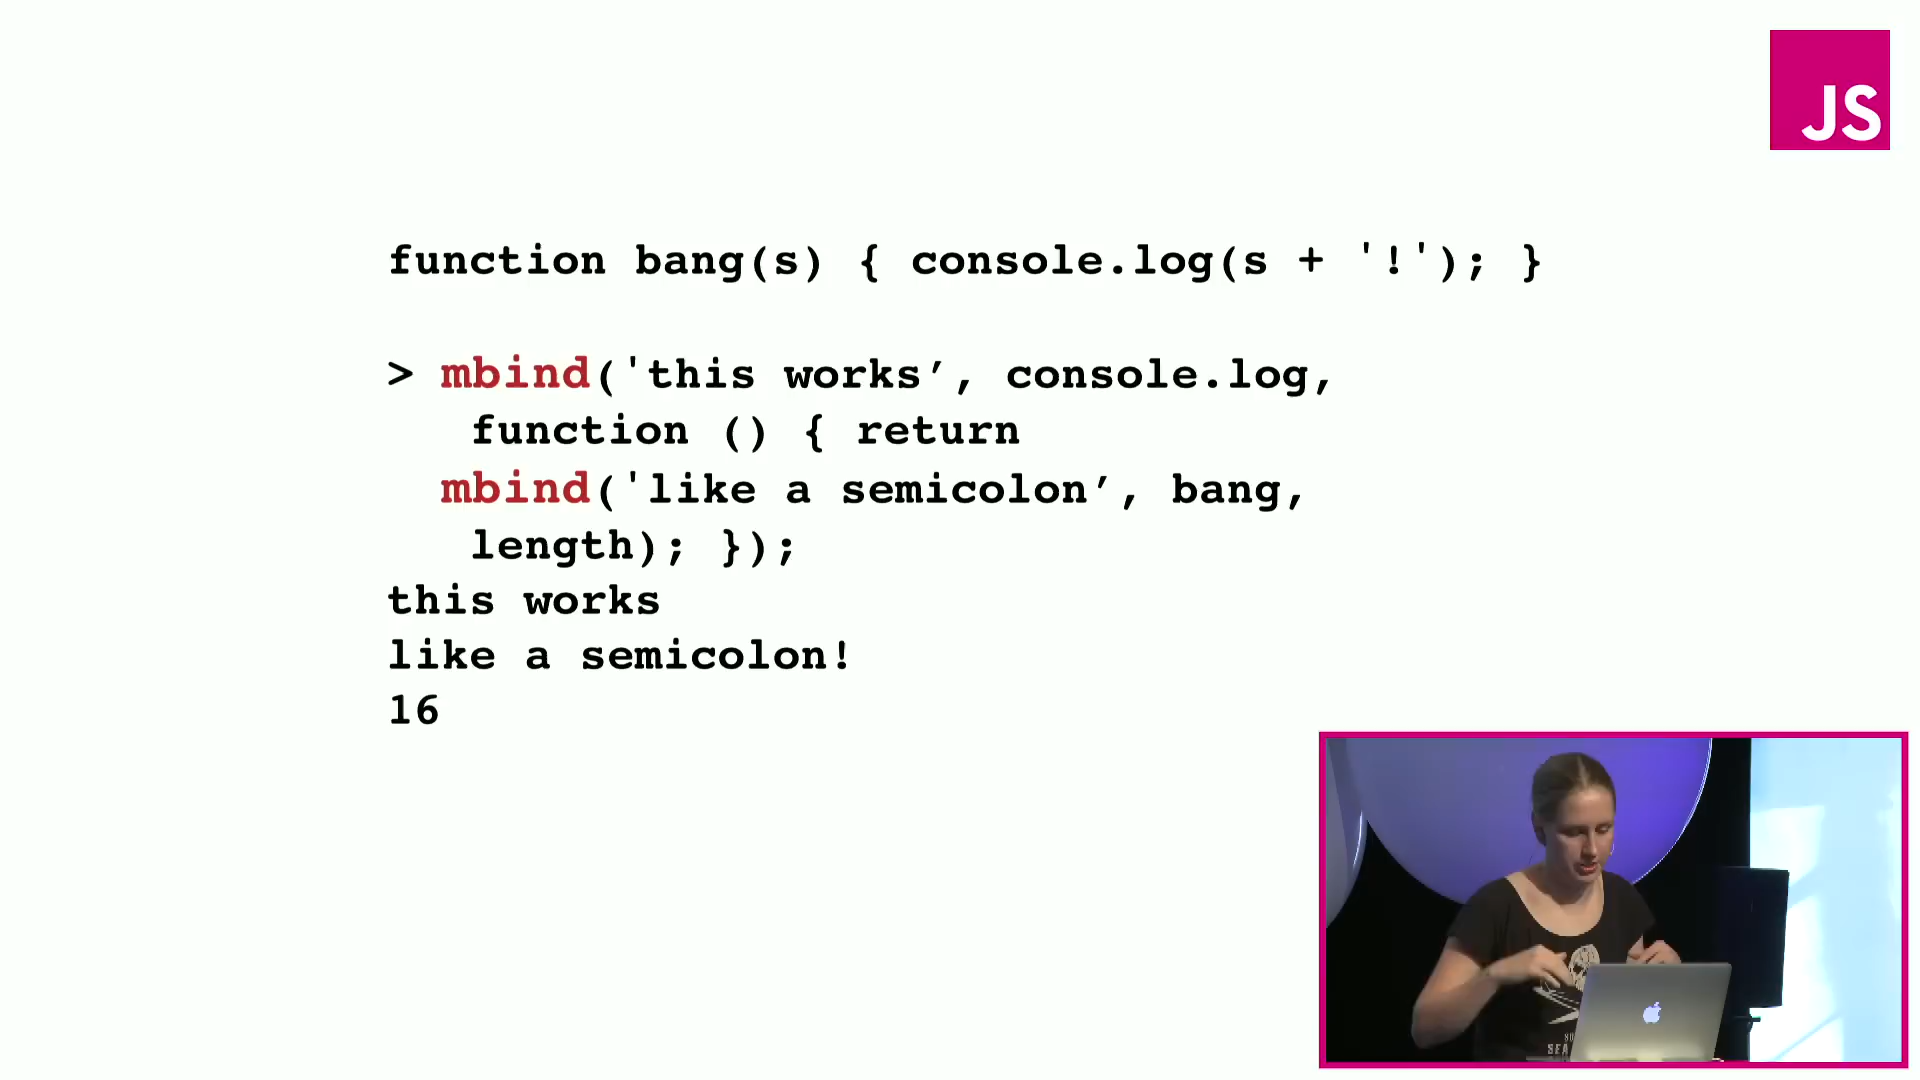 JS
function bang(s) { console.log(s + '!'); }
> mbind('this works’, console.log,
function () { return
mbind('like a semicolon’, bang,
length); });
this works
like a semicolon!
16
SEA